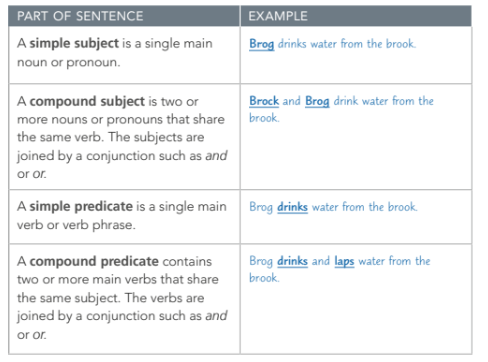 PART OF SENTENCE
EXAMPLE
A simple subject is a single main
noun or pronoun.
Brog drinks water from the brook.
A compound subject is two or
more nouns or pronouns that share
the same verb. The subjects are
joined by a conjunction such as and
or or.
Brock and Brog drink water from the
brook.
A simple predicate is a single main
verb or verb phrase.
Brog drinks water from the brook.
A compound predicate contains
two or more main verbs that share
the same subject. The verbs are
joined by a conjunction such as and
or or.
Brog drinks and laps water from the
brook.